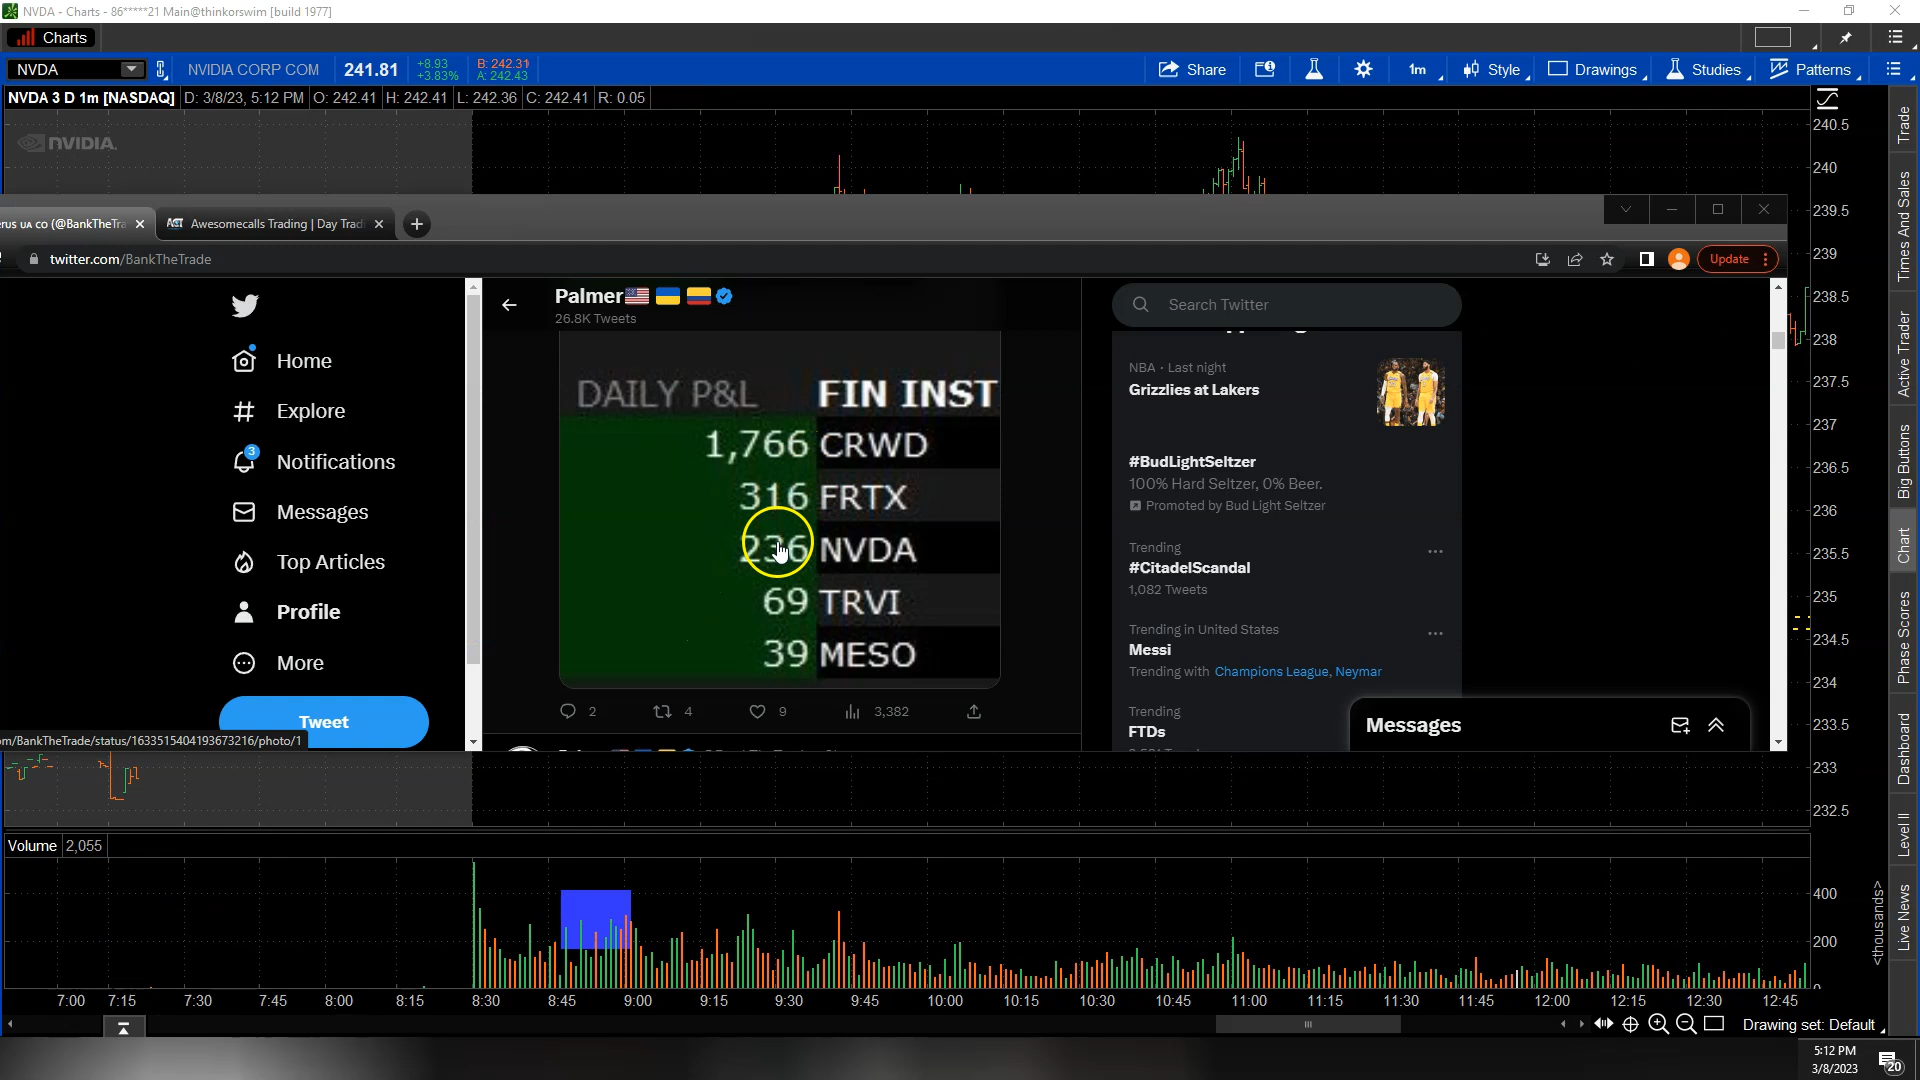 NVDA - Charts - 86*****21 Main@thinkorswim [build 1977]
Charts
NVDA NVIDIA CORP COM 241.81 +8.93 +3.83% B: 242.31 A: 242.43 Share 1m Style Drawings Studies Patterns
NVDA 3 D 1m [NASDAQ] D: 3/8/23, 5:12 PM O: 242.41 H: 242.41 L: 242.36 C: 242.41 R: 0.05
NVIDIA.
240.5
240
239.5
239
238.5
238
237.5
237
236.5
236
235.5
235
234.5
234
233.5
233
232.5
Trade
Times And Sales
Active Trader
Big Buttons
Chart
Phase Scores
Dashboard
Level II
Live News
(@BankTheTra
AST Awesomecalls Trading | Day Trad
twitter.com/BankTheTrade
Update
Home
Explore
3
Notifications
Messages
Top Articles
Profile
More
Tweet
m/BankTheTrade/status/1633515404193673216/photo/1
Palmer
26.8K Tweets
DAILY P&L FIN INST
1,766 CRWD
316 FRTX
236 NVDA
69 TRVI
39 MESO
2 4 9 3,382
Search Twitter
NBA · Last night
Grizzlies at Lakers
#BudLightSeltzer
100% Hard Seltzer, 0% Beer.
Promoted by Bud Light Seltzer
Trending
#CitadelScandal
1,082 Tweets
Trending in United States
Messi
Trending with Champions League, Neymar
Trending
FTDs
Messages
Volume 2,055
400
200
0
<thousands>
7:00 7:15 7:30 7:45 8:00 8:15 8:30 8:45 9:00 9:15 9:30 9:45 10:00 10:15 10:30 10:45 11:00 11:15 11:30 11:45 12:00 12:15 12:30 12:45
Drawing set: Default
5:12 PM
3/8/2023
20